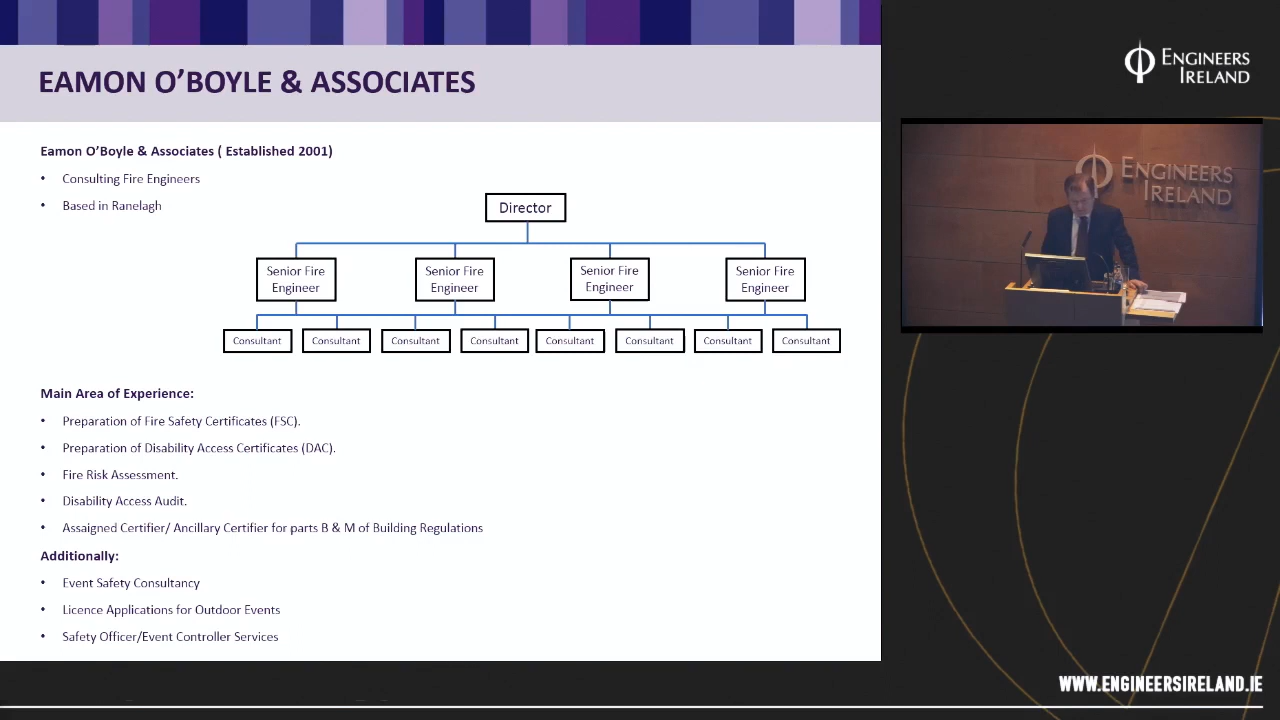 EAMON O'BOYLE & ASSOCIATES
Eamon O'Boyle & Associates ( Established 2001)
• Consulting Fire Engineers
• Based in Ranelagh
Director
Senior Fire
Engineer
Senior Fire
Engineer
Senior Fire
Engineer
Senior Fire
Engineer
Consultant
Consultant
Consultant
Consultant
Consultant
Consultant
Consultant
Consultant
Main Area of Experience:
• Preparation of Fire Safety Certificates (FSC).
• Preparation of Disability Access Certificates (DAC).
• Fire Risk Assessment.
• Disability Access Audit.
• Assaigned Certifier/ Ancillary Certifier for parts B & M of Building Regulations
Additionally:
• Event Safety Consultancy
• Licence Applications for Outdoor Events
• Safety Officer/Event Controller Services
ENGINEERS
IRELAND
ENGINEERS
IRELAND
WWW.ENGINEERSIRELAND.IE